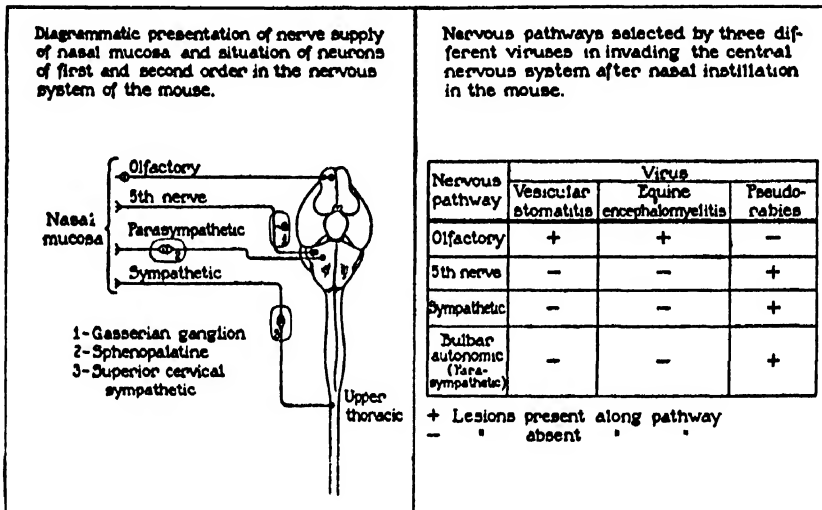 Diagrammatic presentation of nerve supply
of nasal mucosa and situation of neurons
of first and second order in the nervous
system of the mouse.
Nasal
mucosa
Olfactory
5th nerve
Parasympathetic
Sympathetic
1
2
3
1-Gasserian ganglion
2-Sphenopalatine
3-Superior cervical
sympathetic
Upper
thoracic
Nervous pathways selected by three dif-
ferent viruses in invading the central
nervous system after nasal instillation
in the mouse.
Nervous
pathway
Virus
Vesicular
stomatitis
Equine
encephalomyelitis
Pseudo-
rabies
Olfactory + + -
5th nerve - - +
Sympathetic - - +
Bulbar
autonomic
(Para-
sympathetic)
- - +
+ Lesions present along pathway
- " absent " "